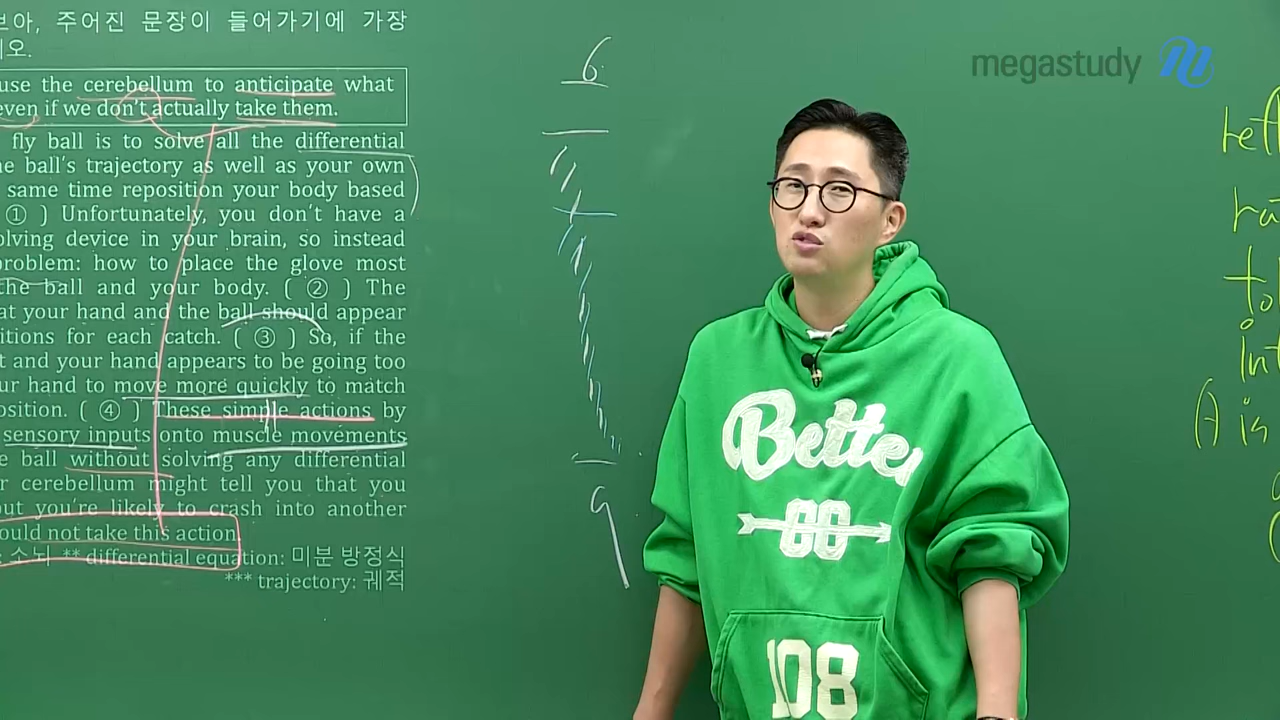 보아, 주어진 문장이 들어가기에 가장
오.
use the cerebellum to anticipate what
even if we don't actually take them.
fly ball is to solve all the differential
he ball's trajectory as well as your own
same time reposition your body based
① ) Unfortunately, you don't have a
olving device in your brain, so instead
problem: how to place the glove most
the ball and your body. ( ② ) The
at your hand and the ball should appear
itions for each catch. ( ③ ) So, if the
t and your hand appears to be going too
ur hand to move more quickly to match
osition. ( ④ ) These simple actions by
sensory inputs onto muscle movements
e ball without solving any differential
r cerebellum might tell you that you
but you're likely to crash into another
ould not take this action.
: 소뇌 ** differential equation: 미분 방정식
*** trajectory: 궤적
6
9
megastudy
to
int
A is
Better
GG
108